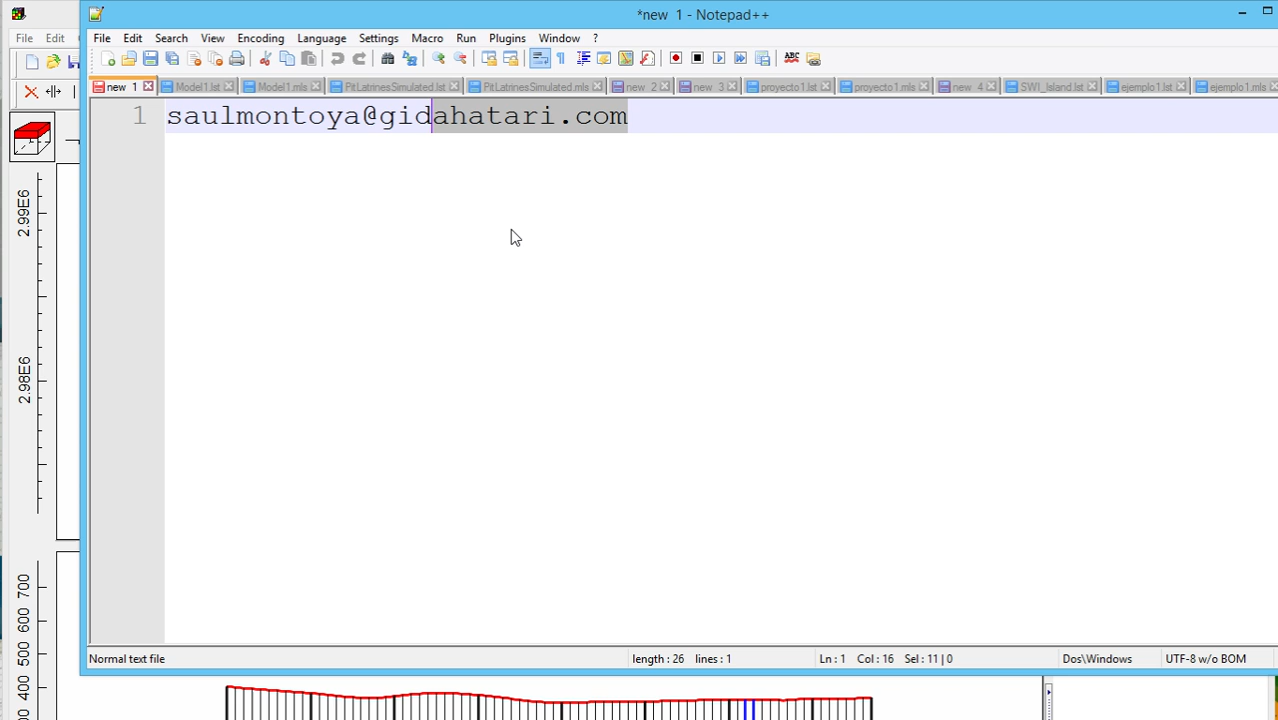 *new 1 - Notepad++
File Edit
File Edit Search View Encoding Language Settings Macro Run Plugins Window ?
new 1 Model1.lst Model1.mls PitLatrinesSimulated.lst PitLatrinesSimulated.mls new 2 new 3 proyecto1.lst proyecto1.mls new 4 SWI_Island.lst ejemplo1.lst ejemplo1.mls
1 saulmontoya@gidahatari.com
2.99E6
2.98E6
700
600
500
400
Normal text file length : 26 lines : 1 Ln : 1 Col : 16 Sel : 11 | 0 Dos\Windows UTF-8 w/o BOM